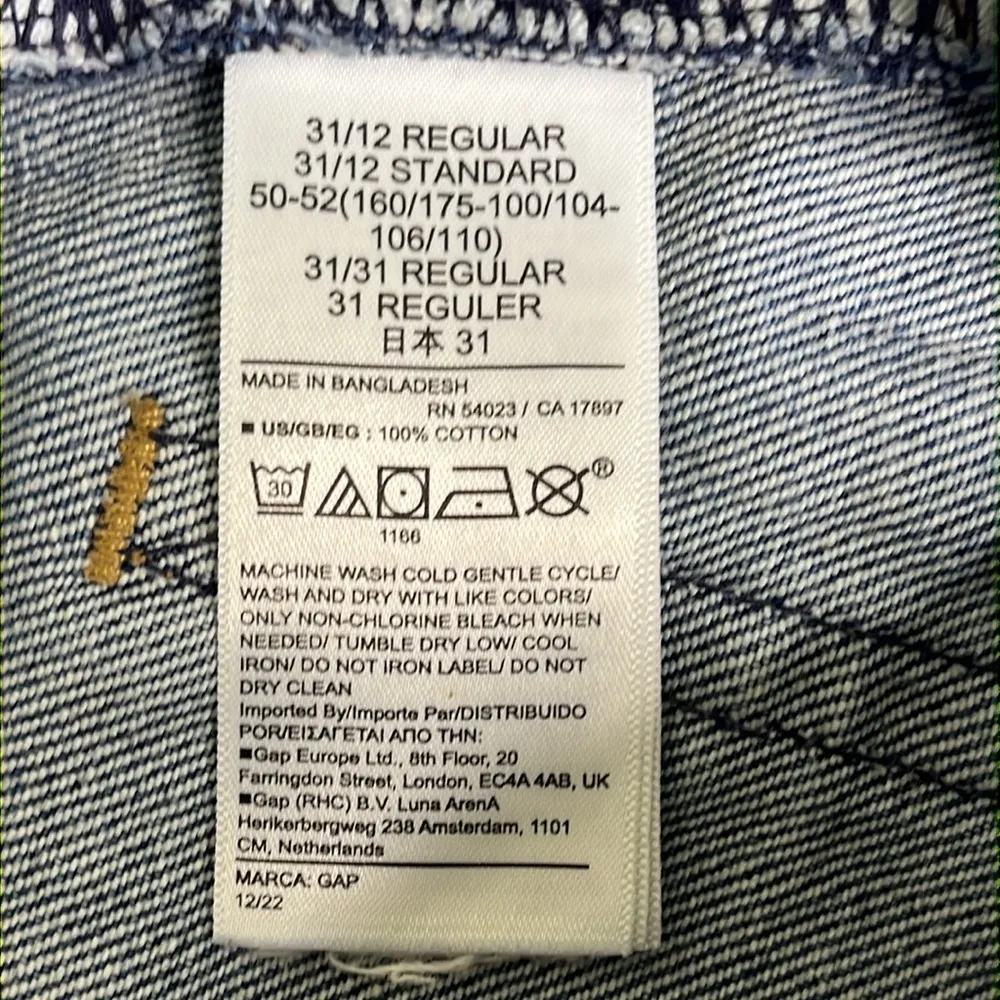 31/12 REGULAR
31/12 STANDARD
50-52(160/175-100/104-
106/110)
31/31 REGULAR
31 REGULER
日本 31
MADE IN BANGLADESH
RN 54023 / CA 17897
US/GB/EG : 100% COTTON
30
®
1166
MACHINE WASH COLD GENTLE CYCLE/
WASH AND DRY WITH LIKE COLORS/
ONLY NON-CHLORINE BLEACH WHEN
NEEDED/ TUMBLE DRY LOW/ COOL
IRON/ DO NOT IRON LABEL/ DO NOT
DRY CLEAN
Imported By/Importe Par/DISTRIBUIDO
POR/ΕΙΣΑΓΕΤΑΙ ΑΠΟ ΤΗΝ:
Gap Europe Ltd., 8th Floor, 20
Farringdon Street, London, EC4A 4AB, UK
Gap (RHC) B.V. Luna ArenA
Herikerbergweg 238 Amsterdam, 1101
CM, Netherlands
MARCA: GAP
12/22